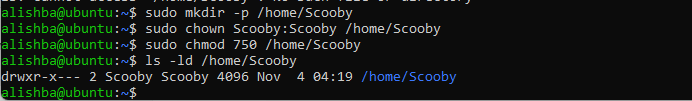 alishba@ubuntu:~$ sudo mkdir -p /home/Scooby
alishba@ubuntu:~$ sudo chown Scooby:Scooby /home/Scooby
alishba@ubuntu:~$ sudo chmod 750 /home/Scooby
alishba@ubuntu:~$ ls -ld /home/Scooby
drwxr-x--- 2 Scooby Scooby 4096 Nov  4 04:19 /home/Scooby
alishba@ubuntu:~$